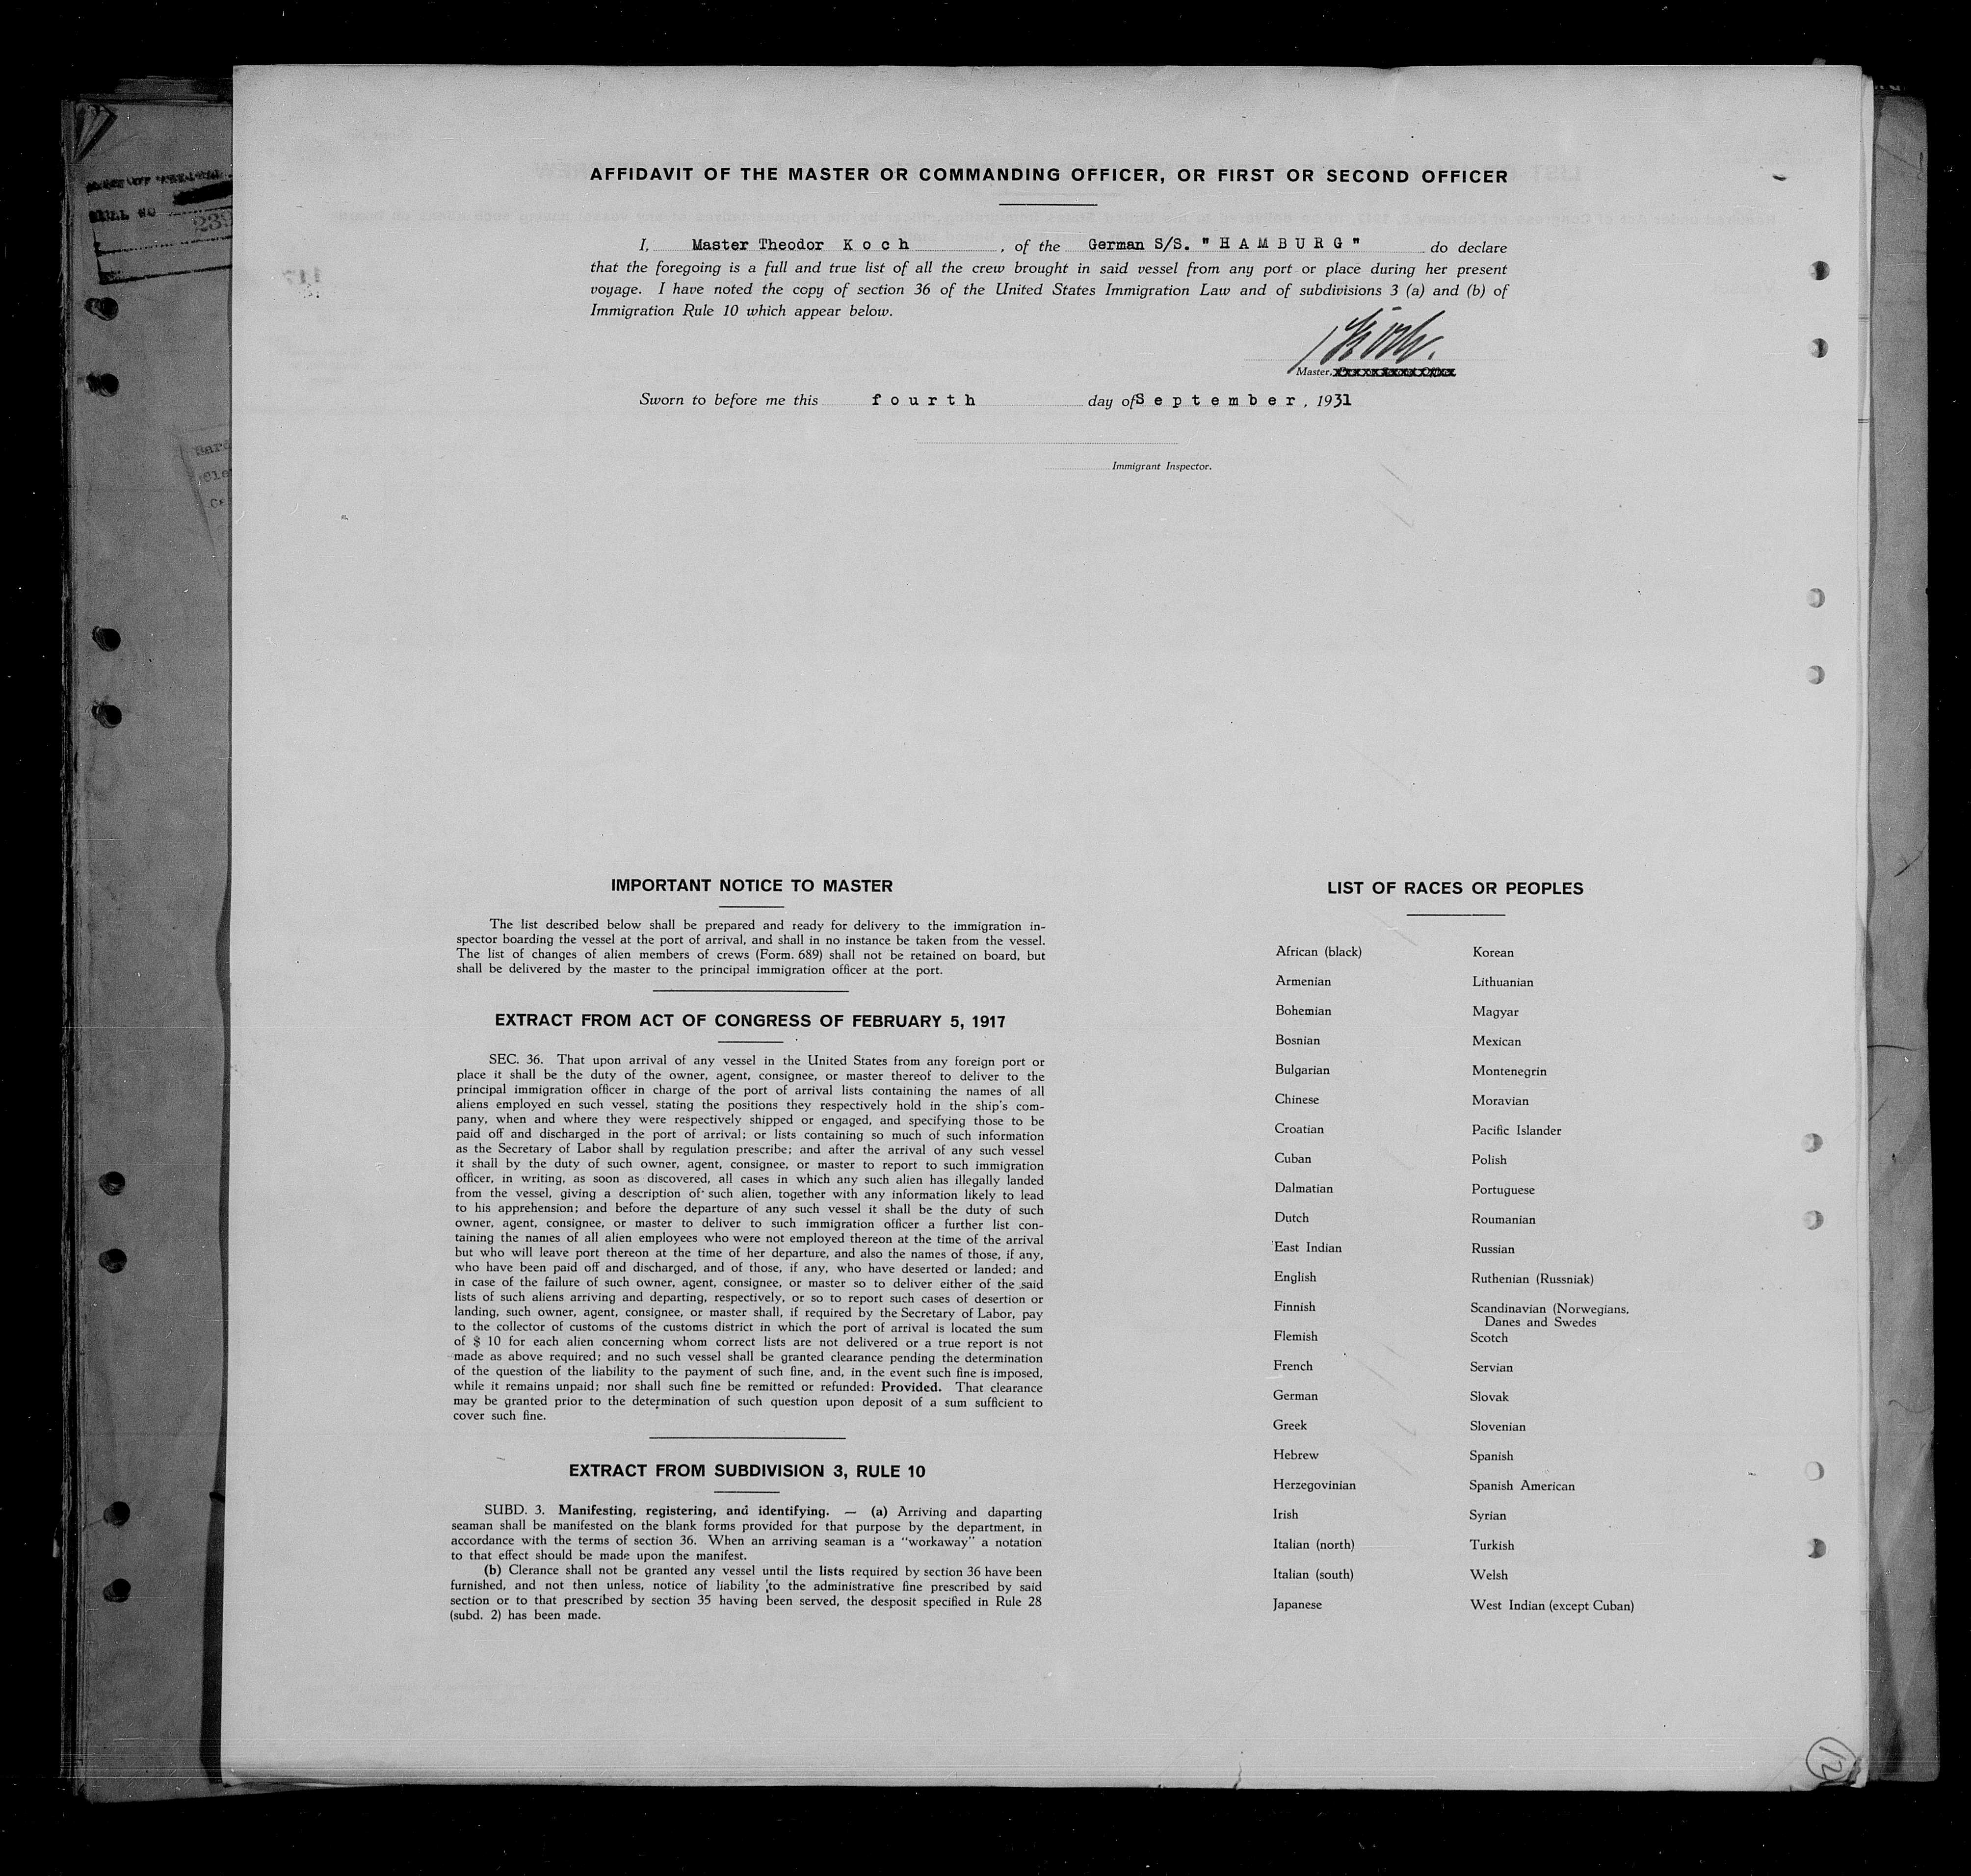 AFFIDAVIT OF THE MASTER OR COMMANDING OFFICER, OR FIRST OR SECOND OFFICER
I, Master Theodor K o c h , of the German S/S. " H A M B U R G " do declare
that the foregoing is a full and true list of all the crew brought in said vessel from any port or place during her present
voyage. I have noted the copy of section 36 of the United States Immigration Law and of subdivisions 3 (a) and (b) of
Immigration Rule 10 which appear below.
Koch.
Master,
Sworn to before me this f o u r t h day of S e p t e m b e r , 1931
Immigrant Inspector.
IMPORTANT NOTICE TO MASTER
The list described below shall be prepared and ready for delivery to the immigration in-
spector boarding the vessel at the port of arrival, and shall in no instance be taken from the vessel.
The list of changes of alien members of crews (Form. 689) shall not be retained on board, but
shall be delivered by the master to the principal immigration officer at the port.
EXTRACT FROM ACT OF CONGRESS OF FEBRUARY 5, 1917
SEC. 36. That upon arrival of any vessel in the United States from any foreign port or
place it shall be the duty of the owner, agent, consignee, or master thereof to deliver to the
principal immigration officer in charge of the port of arrival lists containing the names of all
aliens employed en such vessel, stating the positions they respectively hold in the ship's com-
pany, when and where they were respectively shipped or engaged, and specifying those to be
paid off and discharged in the port of arrival; or lists containing so much of such information
as the Secretary of Labor shall by regulation prescribe; and after the arrival of any such vessel
it shall by the duty of such owner, agent, consignee, or master to report to such immigration
officer, in writing, as soon as discovered, all cases in which any such alien has illegally landed
from the vessel, giving a description of such alien, together with any information likely to lead
to his apprehension; and before the departure of any such vessel it shall be the duty of such
owner, agent, consignee, or master to deliver to such immigration officer a further list con-
taining the names of all alien employees who were not employed thereon at the time of the arrival
but who will leave port thereon at the time of her departure, and also the names of those, if any,
who have been paid off and discharged, and of those, if any, who have deserted or landed; and
in case of the failure of such owner, agent, consignee, or master so to deliver either of the said
lists of such aliens arriving and departing, respectively, or so to report such cases of desertion or
landing, such owner, agent, consignee, or master shall, if required by the Secretary of Labor, pay
to the collector of customs of the customs district in which the port of arrival is located the sum
of $ 10 for each alien concerning whom correct lists are not delivered or a true report is not
made as above required; and no such vessel shall be granted clearance pending the determination
of the question of the liability to the payment of such fine, and, in the event such fine is imposed,
while it remains unpaid; nor shall such fine be remitted or refunded: Provided. That clearance
may be granted prior to the determination of such question upon deposit of a sum sufficient to
cover such fine.
EXTRACT FROM SUBDIVISION 3, RULE 10
SUBD. 3. Manifesting, registering, and identifying. — (a) Arriving and daparting
seaman shall be manifested on the blank forms provided for that purpose by the department, in
accordance with the terms of section 36. When an arriving seaman is a "workaway" a notation
to that effect should be made upon the manifest.
(b) Clerance shall not be granted any vessel until the lists required by section 36 have been
furnished, and not then unless, notice of liability to the administrative fine prescribed by said
section or to that prescribed by section 35 having been served, the desposit specified in Rule 28
(subd. 2) has been made.
LIST OF RACES OR PEOPLES
African (black)
Armenian
Bohemian
Bosnian
Bulgarian
Chinese
Croatian
Cuban
Dalmatian
Dutch
East Indian
English
Finnish
Flemish
French
German
Greek
Hebrew
Herzegovinian
Irish
Italian (north)
Italian (south)
Japanese
Korean
Lithuanian
Magyar
Mexican
Montenegrin
Moravian
Pacific Islander
Polish
Portuguese
Roumanian
Russian
Ruthenian (Russniak)
Scandinavian (Norwegians,
Danes and Swedes
Scotch
Servian
Slovak
Slovenian
Spanish
Spanish American
Syrian
Turkish
Welsh
West Indian (except Cuban)
12